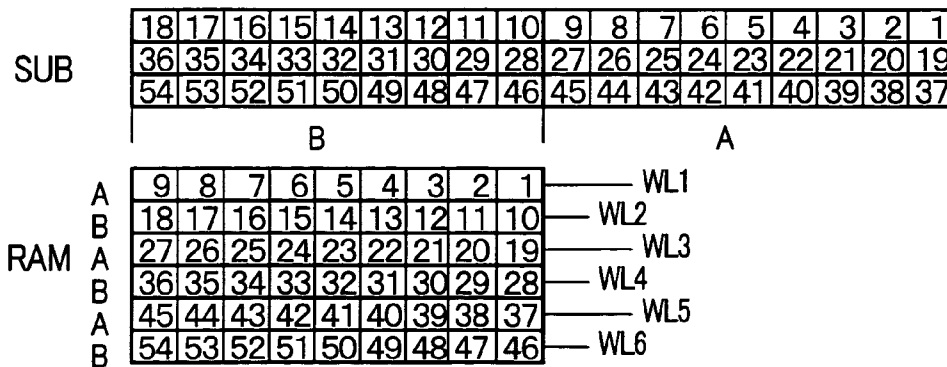 18 17 16 15 14 13 12 11 10 9 8 7 6 5 4 3 2 1
SUB 36 35 34 33 32 31 30 29 28 27 26 25 24 23 22 21 20 19
54 53 52 51 50 49 48 47 46 45 44 43 42 41 40 39 38 37
B A
A 9 8 7 6 5 4 3 2 1 WL1
B 18 17 16 15 14 13 12 11 10 WL2
RAM A 27 26 25 24 23 22 21 20 19 WL3
B 36 35 34 33 32 31 30 29 28 WL4
A 45 44 43 42 41 40 39 38 37 WL5
B 54 53 52 51 50 49 48 47 46 WL6